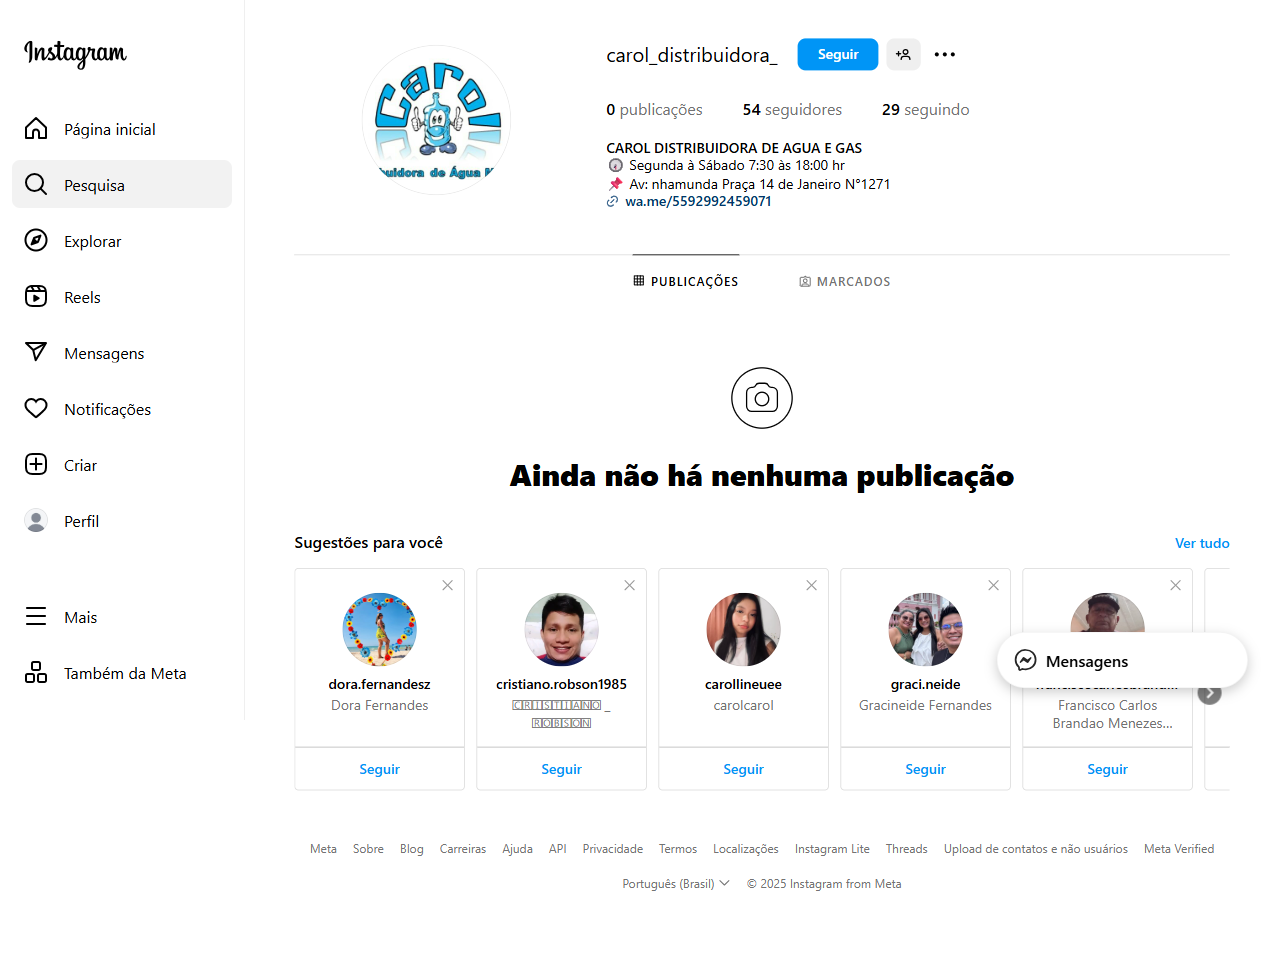 Instagram
Página inicial
Pesquisa
Explorar
Reels
Mensagens
Notificações
Criar
Perfil
Mais
Também da Meta
Carol
buidora de Água M
carol_distribuidora_
Seguir
0 publicações 54 seguidores 29 seguindo
CAROL DISTRIBUIDORA DE AGUA E GAS
Segunda à Sábado 7:30 às 18:00 hr
Av: nhamunda Praça 14 de Janeiro N°1271
wa.me/5592992459071
PUBLICAÇÕES MARCADOS
Ainda não há nenhuma publicação
Sugestões para você
Ver tudo
dora.fernandesz
Dora Fernandes
Seguir
cristiano.robson1985
CRISTIANO _
ROBSON
Seguir
carollineuee
carolcarol
Seguir
graci.neide
Gracineide Fernandes
Seguir
Francisco Carlos
Brandao Menezes...
Seguir
Mensagens
Meta Sobre Blog Carreiras Ajuda API Privacidade Termos Localizações Instagram Lite Threads Upload de contatos e não usuários Meta Verified
Português (Brasil) © 2025 Instagram from Meta